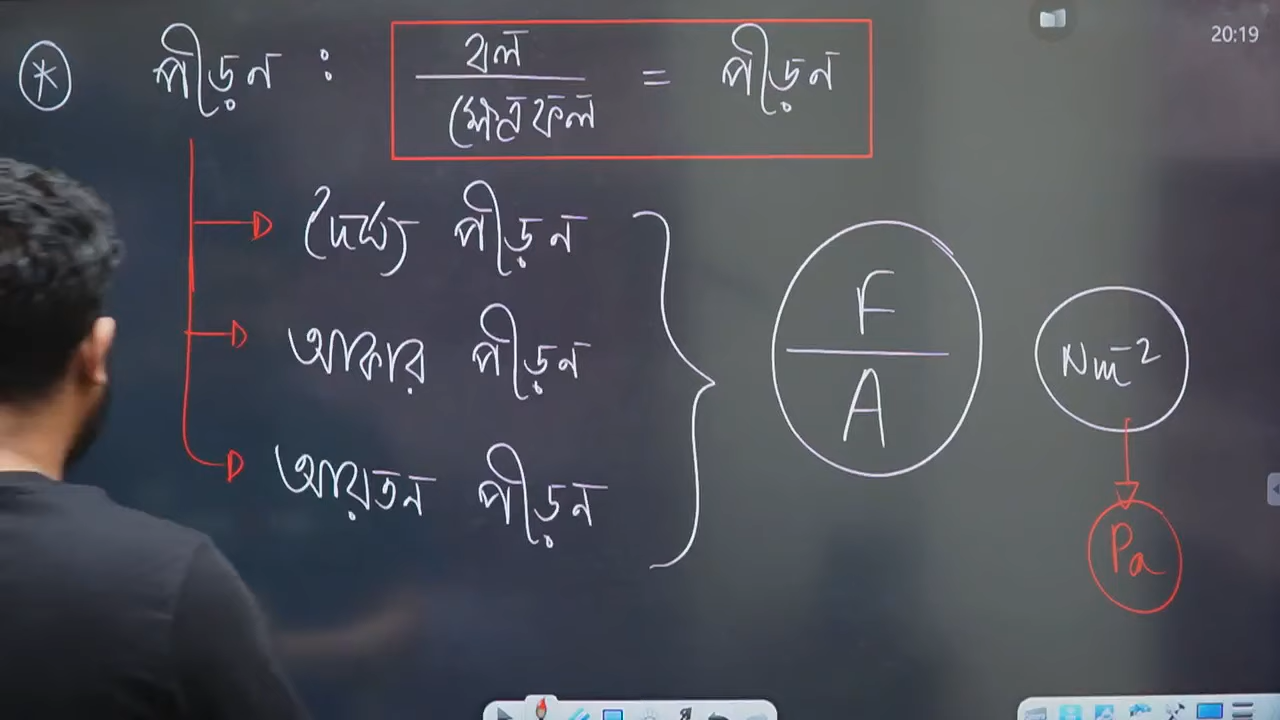 20:19
* পীড়ন : বল / ক্ষেত্রফল = পীড়ন
দৈর্ঘ্য পীড়ন
আকার পীড়ন
আয়তন পীড়ন
F / A
Nm⁻²
Pa